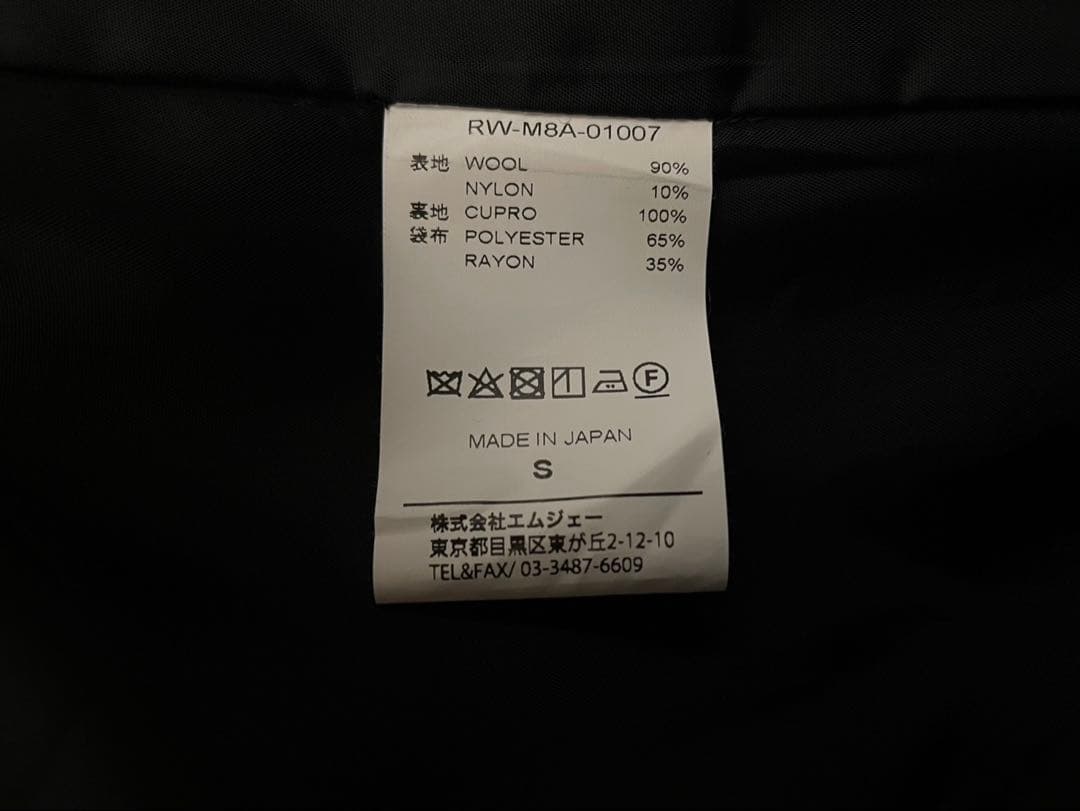 RW-M8A-01007
表地 WOOL 90%
NYLON 10%
裏地 CUPRO 100%
袋布 POLYESTER 65%
RAYON 35%
F
MADE IN JAPAN
S
株式会社エムジェー
東京都目黒区東が丘2-12-10
TEL&FAX/ 03-3487-6609